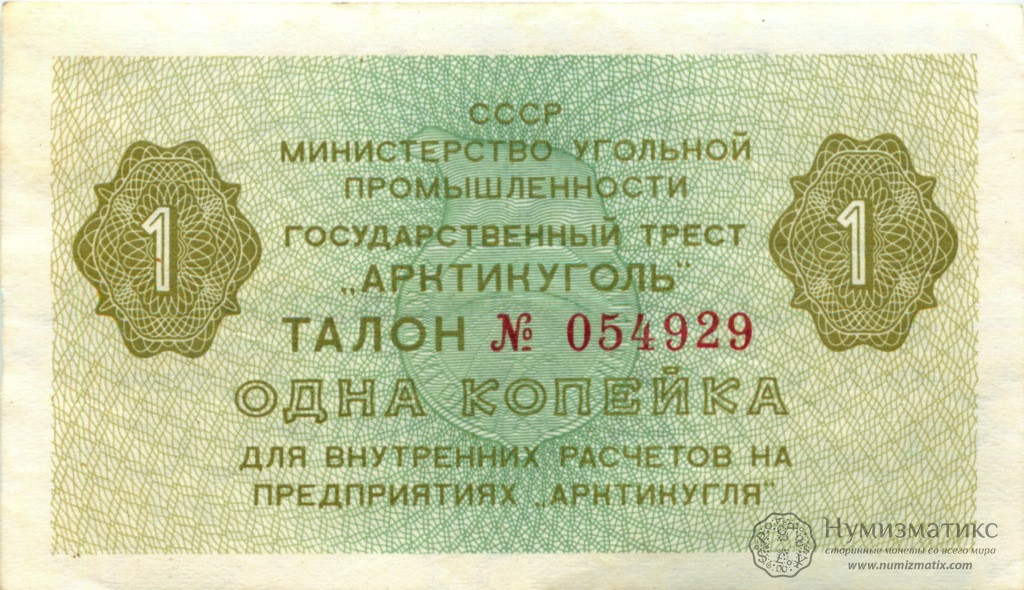 СССР
МИНИСТЕРСТВО УГОЛЬНОЙ
ПРОМЫШЛЕННОСТИ
ГОСУДАРСТВЕННЫЙ ТРЕСТ
„АРКТИКУГОЛЬ"
1 1
ТАЛОН № 054929
ОДНА КОПЕЙКА
ДЛЯ ВНУТРЕННИХ РАСЧЕТОВ НА
ПРЕДПРИЯТИЯХ „АРКТИКУГЛЯ"
Нумизматикс
старинные монеты со всего мира
www.numizmatix.com